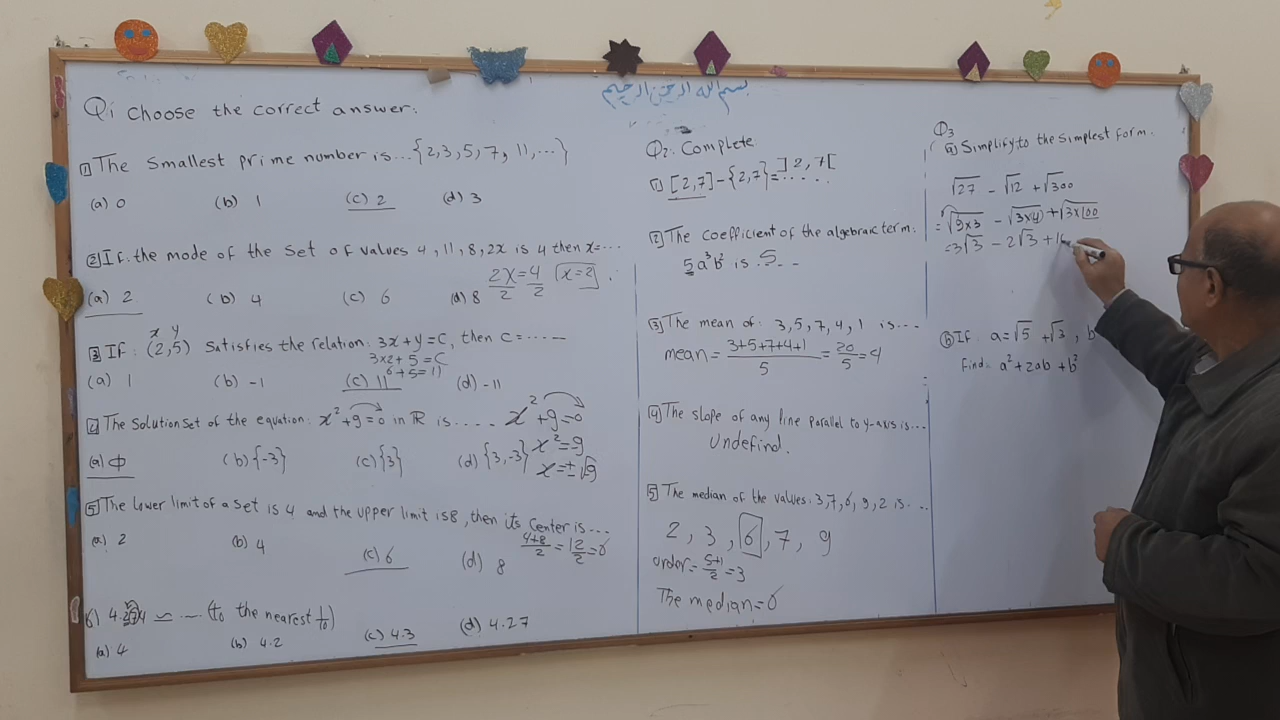 بسم الله الرحمن الرحيم
Q1 Choose the correct answer:
1 The smallest prime number is...{2,3,5,7,11,...}
(a) 0 (b) 1 (c) 2 (d) 3
2 If the mode of the set of values 4,11,8,2x is 4 then x=...
2x/2=4/2 x=2
(a) 2 (b) 4 (c) 6 (d) 8
x y
3 If: (2,5) satisfies the relation: 3x+y=C, then C=......
3x2+5=C
6+5=11
(a) 1 (b) -1 (c) 11 (d) -11
4 The solution set of the equation: x²+9=0 in R is..... x²+9=0
x²=-9
(a) ϕ (b) {-3} (c) {3} (d) {3,-3} x=±√-9
5 The lower limit of a set is 4 and the upper limit is 8, then its center is...
(a) 2 (b) 4 (c) 6 (d) 8 4+8/2=12/2=6
6) 4.274 ≃ .... (to the nearest 1/10)
(a) 4 (b) 4.2 (c) 4.3 (d) 4.27
Q2: Complete
(1) [2,7]-{2,7}=]2,7[
2 The coefficient of the algebraic term:
5a³b² is .5..
(3) The mean of: 3,5,7,4,1 is...
mean=3+5+7+4+1/5=20/5=4
(4) The slope of any line parallel to y-axis is...
Undefind.
5 The median of the values: 3,7,6,9,2 is...
2, 3, 6, 7, 9
order=5+1/2=3
The median=6
Q3
(a) Simplify to the simplest form.
√27 - √12 + √300
=√9x3 - √3x4 + √3x100
=3√3 - 2√3 + 1
(b) If a=√5 + √3, b
find: a²+2ab+b²